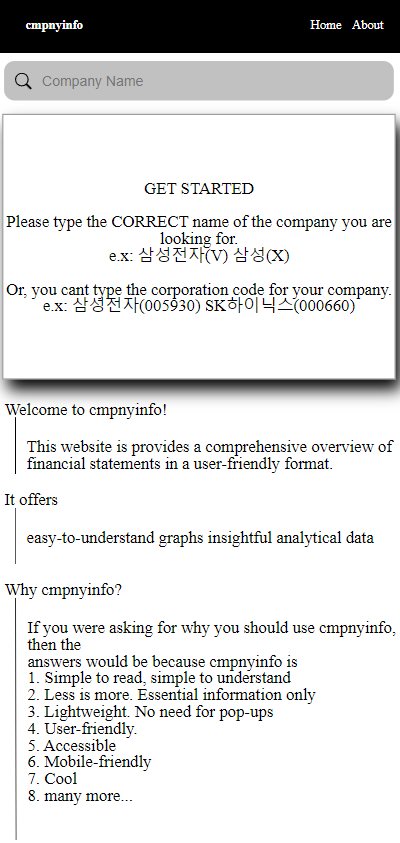 cmpnyinfo
Home About
Company Name
GET STARTED
Please type the CORRECT name of the company you are
looking for.
e.x: 삼성전자(V) 삼성(X)
Or, you cant type the corporation code for your company.
e.x: 삼성전자(005930) SK하이닉스(000660)
Welcome to cmpnyinfo!
This website is provides a comprehensive overview of
financial statements in a user-friendly format.
It offers
easy-to-understand graphs insightful analytical data
Why cmpnyinfo?
If you were asking for why you should use cmpnyinfo,
then the
answers would be because cmpnyinfo is
1. Simple to read, simple to understand
2. Less is more. Essential information only
3. Lightweight. No need for pop-ups
4. User-friendly.
5. Accessible
6. Mobile-friendly
7. Cool
8. many more...